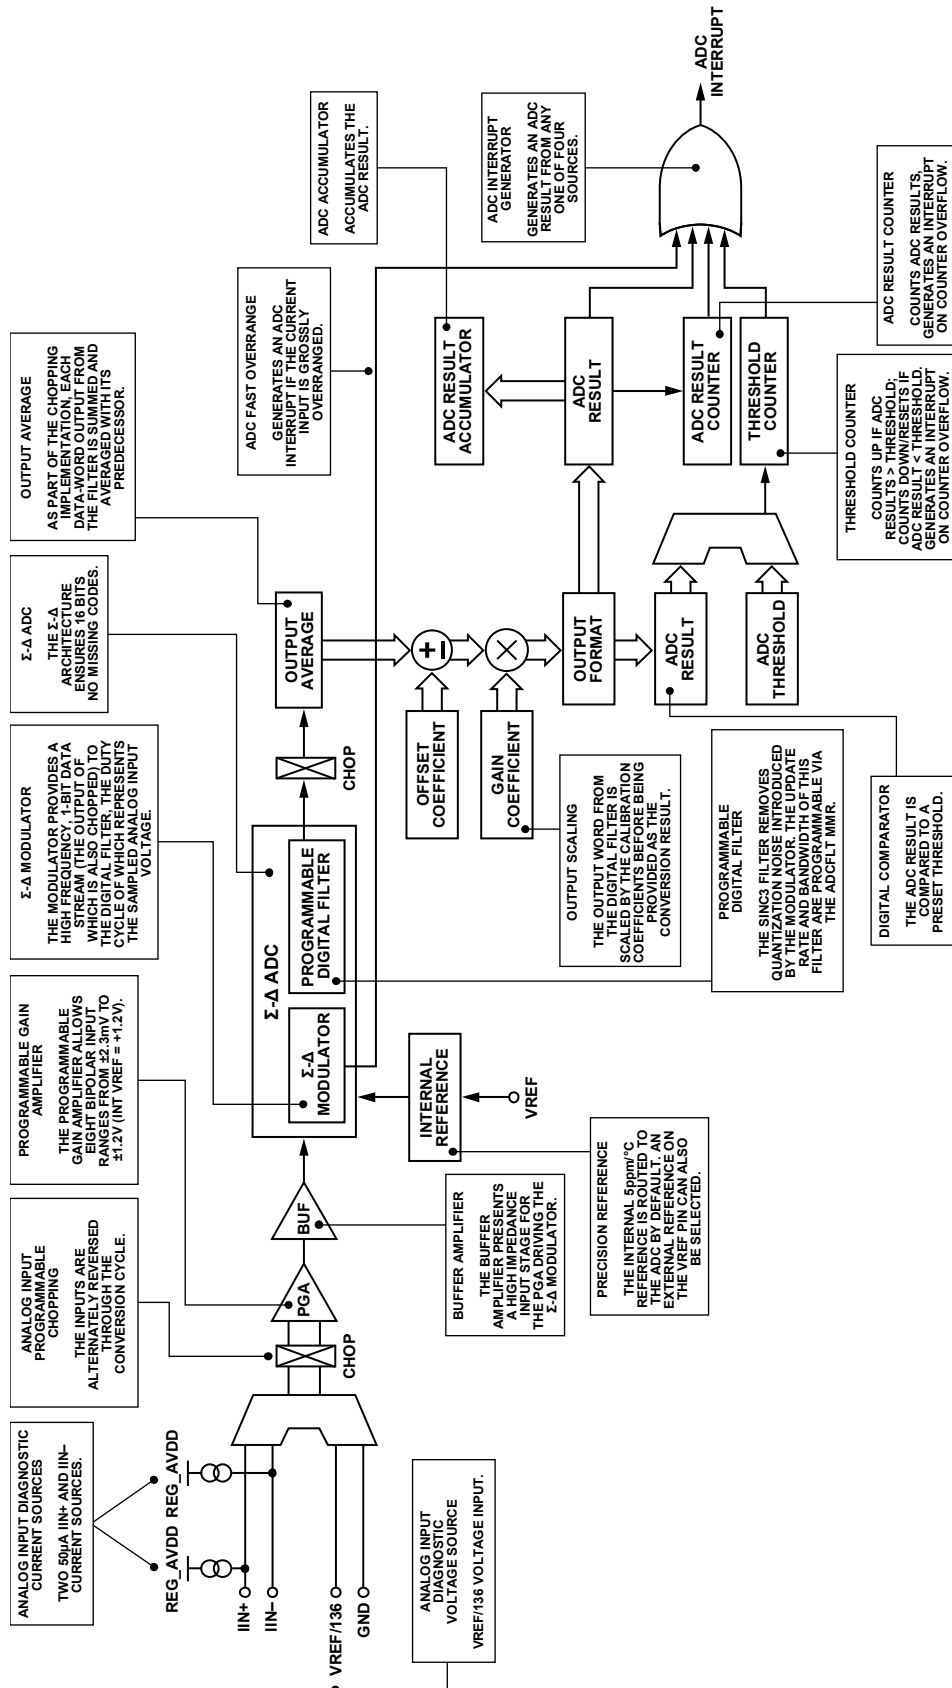 ANALOG INPUT DIAGNOSTIC
CURRENT SOURCES
TWO 50µA IIN+ AND IIN–
CURRENT SOURCES.
ANALOG INPUT
PROGRAMMABLE
CHOPPING
THE INPUTS ARE
ALTERNATELY REVERSED
THROUGH THE
CONVERSION CYCLE.
PROGRAMMABLE GAIN
AMPLIFIER
THE PROGRAMMABLE
GAIN AMPLIFIER ALLOWS
EIGHT BIPOLAR INPUT
RANGES FROM ±2.3mV TO
±1.2V (INT VREF = +1.2V).
Σ-Δ MODULATOR
THE MODULATOR PROVIDES A
HIGH FREQUENCY, 1-BIT DATA
STREAM (THE OUTPUT OF
WHICH IS ALSO CHOPPED) TO
THE DIGITAL FILTER, THE DUTY
CYCLE OF WHICH REPRESENTS
THE SAMPLED ANALOG INPUT
VOLTAGE.
Σ-Δ ADC
THE Σ-Δ
ARCHITECTURE
ENSURES 16 BITS
NO MISSING CODES.
OUTPUT AVERAGE
AS PART OF THE CHOPPING
IMPLEMENTATION, EACH
DATA-WORD OUTPUT FROM
THE FILTER IS SUMMED AND
AVERAGED WITH ITS
PREDECESSOR.
ADC FAST OVERRANGE
GENERATES AN ADC
INTERRUPT IF THE CURRENT
INPUT IS GROSSLY
OVERRANGED.
ADC ACCUMULATOR
ACCUMULATES THE
ADC RESULT.
ADC INTERRUPT
GENERATOR
GENERATES AN ADC
RESULT FROM ANY
ONE OF FOUR
SOURCES.
REG_AVDD
REG_AVDD
IIN+
IIN–
VREF/136
GND
CHOP
PGA
BUF
Σ-Δ ADC
Σ-Δ
MODULATOR
PROGRAMMABLE
DIGITAL FILTER
CHOP
OUTPUT
AVERAGE
INTERNAL
REFERENCE
VREF
OFFSET
COEFFICIENT
GAIN
COEFFICIENT
+–
×
OUTPUT
FORMAT
ADC
RESULT
ADC
THRESHOLD
ADC RESULT
ACCUMULATOR
ADC
RESULT
ADC RESULT
COUNTER
THRESHOLD
COUNTER
ADC
INTERRUPT
ANALOG INPUT
DIAGNOSTIC
VOLTAGE SOURCE
VREF/136 VOLTAGE INPUT.
BUFFER AMPLIFIER
THE BUFFER
AMPLIFIER PRESENTS
A HIGH IMPEDANCE
INPUT STAGE FOR
THE PGA DRIVING THE
Σ-Δ MODULATOR.
PRECISION REFERENCE
THE INTERNAL 5ppm/°C
REFERENCE IS ROUTED TO
THE ADC BY DEFAULT. AN
EXTERNAL REFERENCE ON
THE VREF PIN CAN ALSO
BE SELECTED.
OUTPUT SCALING
THE OUTPUT WORD FROM
THE DIGITAL FILTER IS
SCALED BY THE CALIBRATION
COEFFICIENTS BEFORE BEING
PROVIDED AS THE
CONVERSION RESULT.
PROGRAMMABLE
DIGITAL FILTER
THE SINC3 FILTER REMOVES
QUANTIZATION NOISE INTRODUCED
BY THE MODULATOR. THE UPDATE
RATE AND BANDWIDTH OF THIS
FILTER ARE PROGRAMMABLE VIA
THE ADCFLT MMR.
DIGITAL COMPARATOR
THE ADC RESULT IS
COMPARED TO A
PRESET THRESHOLD.
THRESHOLD COUNTER
COUNTS UP IF ADC
RESULTS > THRESHOLD;
COUNTS DOWN/RESETS IF
ADC RESULT < THRESHOLD.
GENERATES AN INTERRUPT
ON COUNTER OVERFLOW.
ADC RESULT COUNTER
COUNTS ADC RESULTS,
GENERATES AN INTERRUPT
ON COUNTER OVERFLOW.